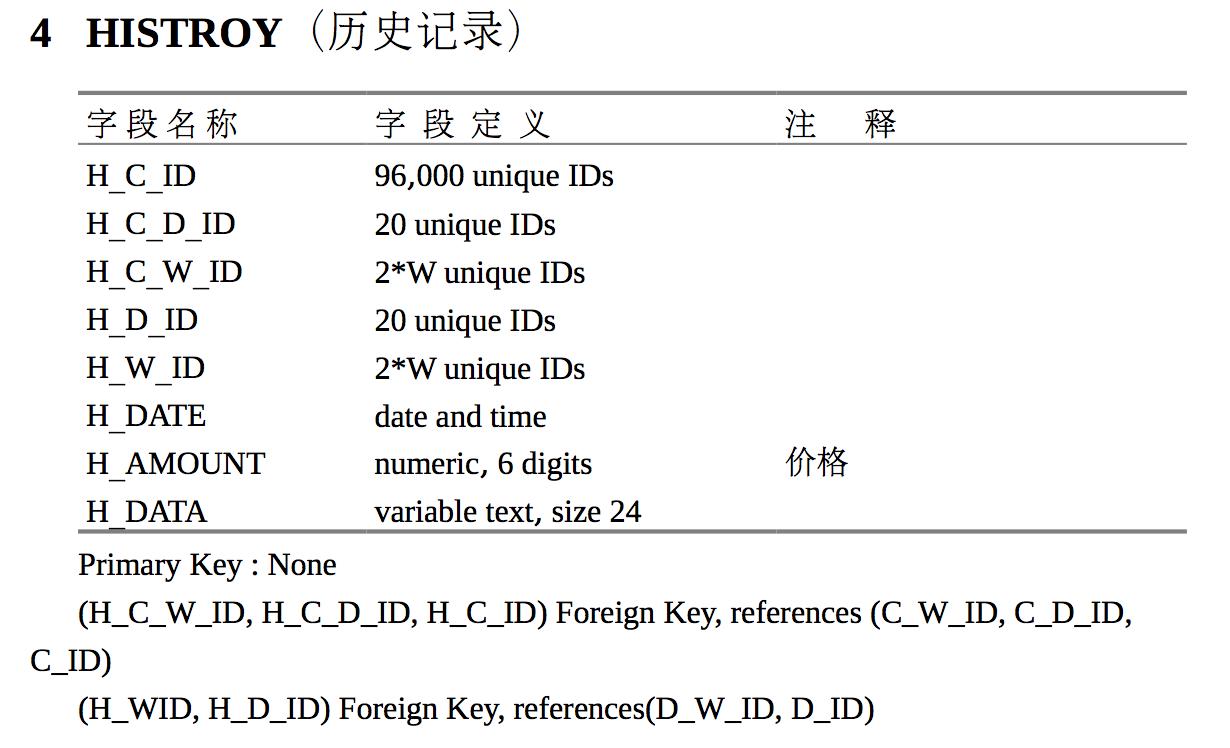 4 HISTROY（历史记录）
字段名称 字段定义 注 释
H_C_ID 96,000 unique IDs
H_C_D_ID 20 unique IDs
H_C_W_ID 2*W unique IDs
H_D_ID 20 unique IDs
H_W_ID 2*W unique IDs
H_DATE date and time
H_AMOUNT numeric, 6 digits 价格
H_DATA variable text, size 24
Primary Key : None
(H_C_W_ID, H_C_D_ID, H_C_ID) Foreign Key, references (C_W_ID, C_D_ID,
C_ID)
(H_WID, H_D_ID) Foreign Key, references(D_W_ID, D_ID)